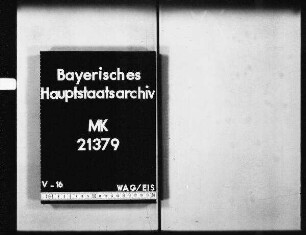 Bayerisches
Hauptstaatsarchiv
MK
21379
V-16 WAG/EIS